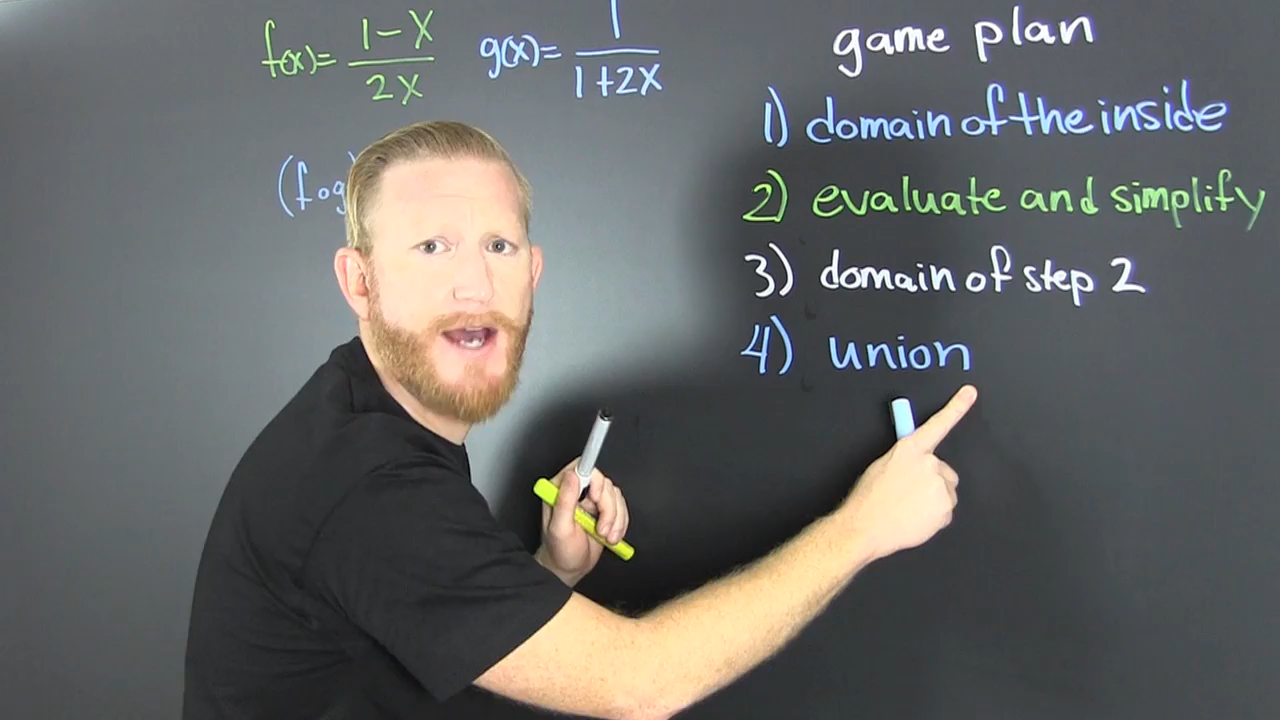 f(x)= 1-X / 2X
g(x)= 1 / 1+2X
(fog)
game plan
1) domain of the inside
2) evaluate and simplify
3) domain of step 2
4) union